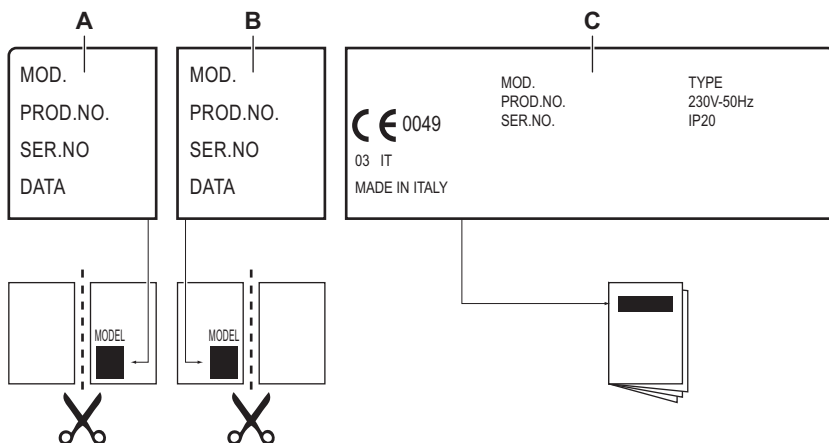 A
B
C
MOD.
PROD.NO.
SER.NO
DATA
MOD.
PROD.NO.
SER.NO
DATA
MOD.
PROD.NO.
SER.NO.
TYPE
230V-50Hz
IP20
CE 0049
03 IT
MADE IN ITALY
MODEL
MODEL